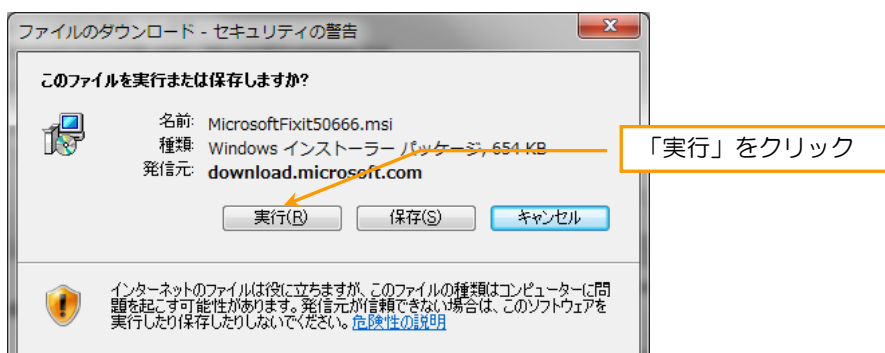 ファイルのダウンロード - セキュリティの警告
このファイルを実行または保存しますか?
名前: MicrosoftFixit50666.msi
種類: Windows インストーラー パッケージ, 654 KB
発信元: download.microsoft.com
「実行」をクリック
実行(R)
保存(S)
キャンセル
インターネットのファイルは役に立ちますが、このファイルの種類はコンピューターに問
題を起こす可能性があります。発信元が信頼できない場合は、このソフトウェアを
実行したり保存したりしないでください。危険性の説明